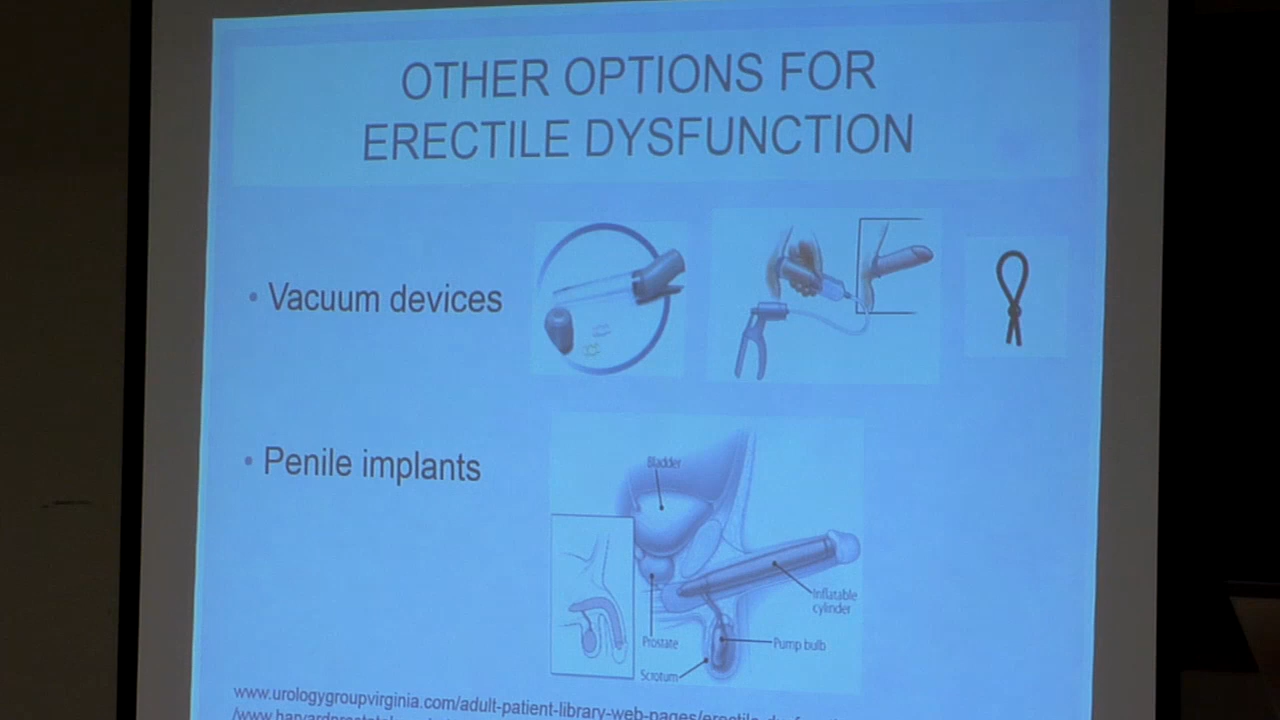 OTHER OPTIONS FOR
ERECTILE DYSFUNCTION
• Vacuum devices
• Penile implants
Bladder
Inflatable
cylinder
Prostate
Pump bulb
Scrotum
www.urologygroupvirginia.com/adult-patient-library-web-pages/erectile-